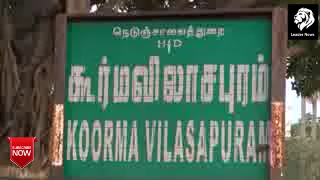 Leader News
நெடுஞ்சாலைத்துறை
HD
கூர்மவிலாசபுரம்
KOORMA VILASAPURAM
SUBSCRIBE
NOW